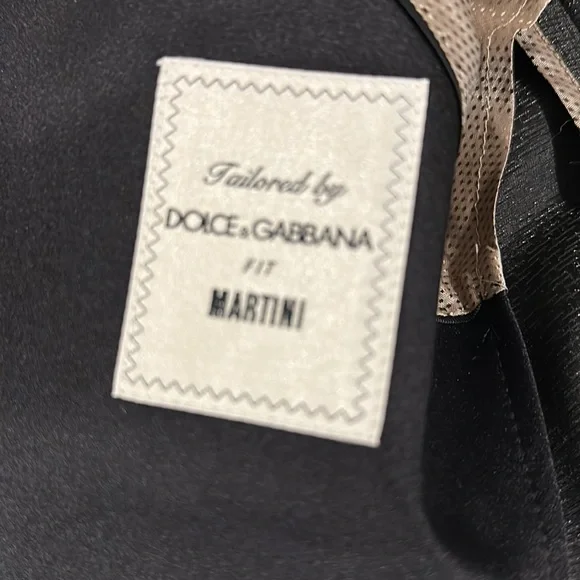 Tailored by
DOLCE & GABBANA
FIT
MARTINI